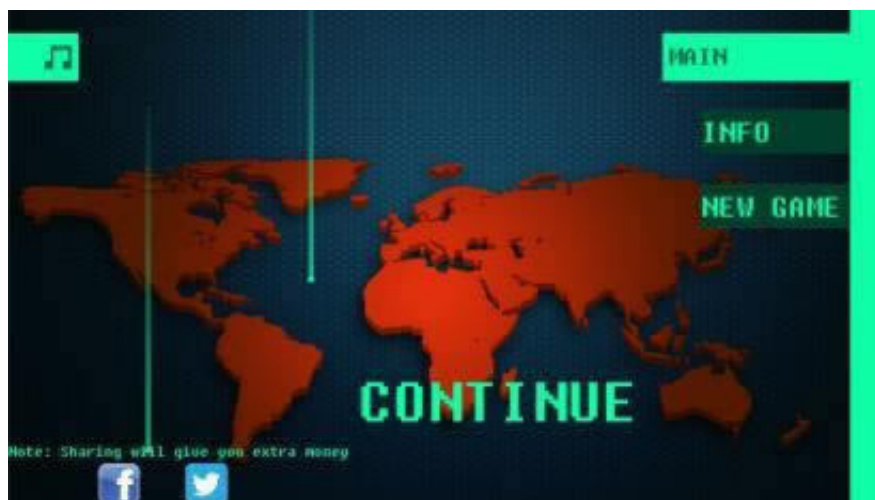 MAIN
INFO
NEW GAME
CONTINUE
Note: Sharing will give you extra money